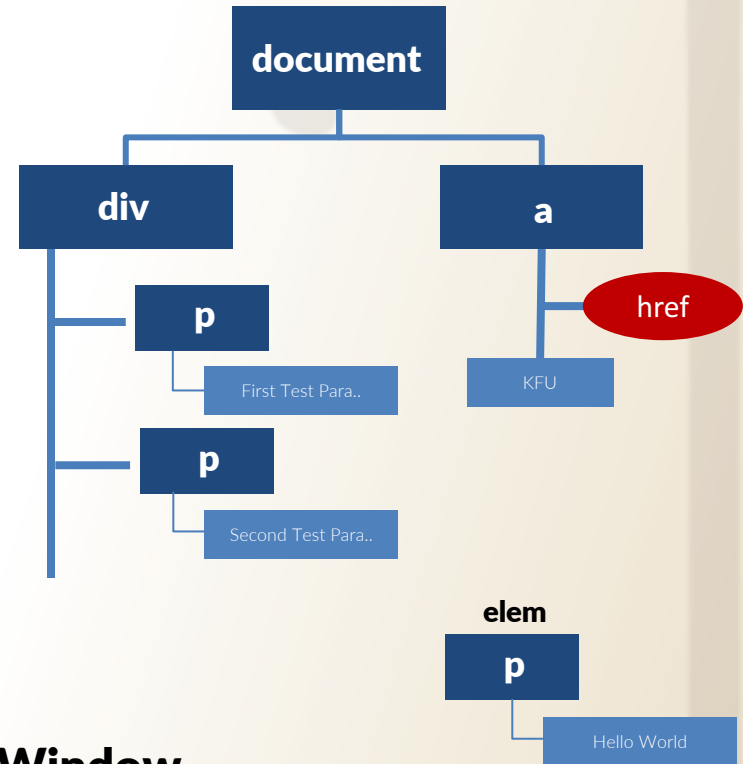 document
div
a
p
href
First Test Para..
KFU
p
Second Test Para..
elem
p
Hello World
Window